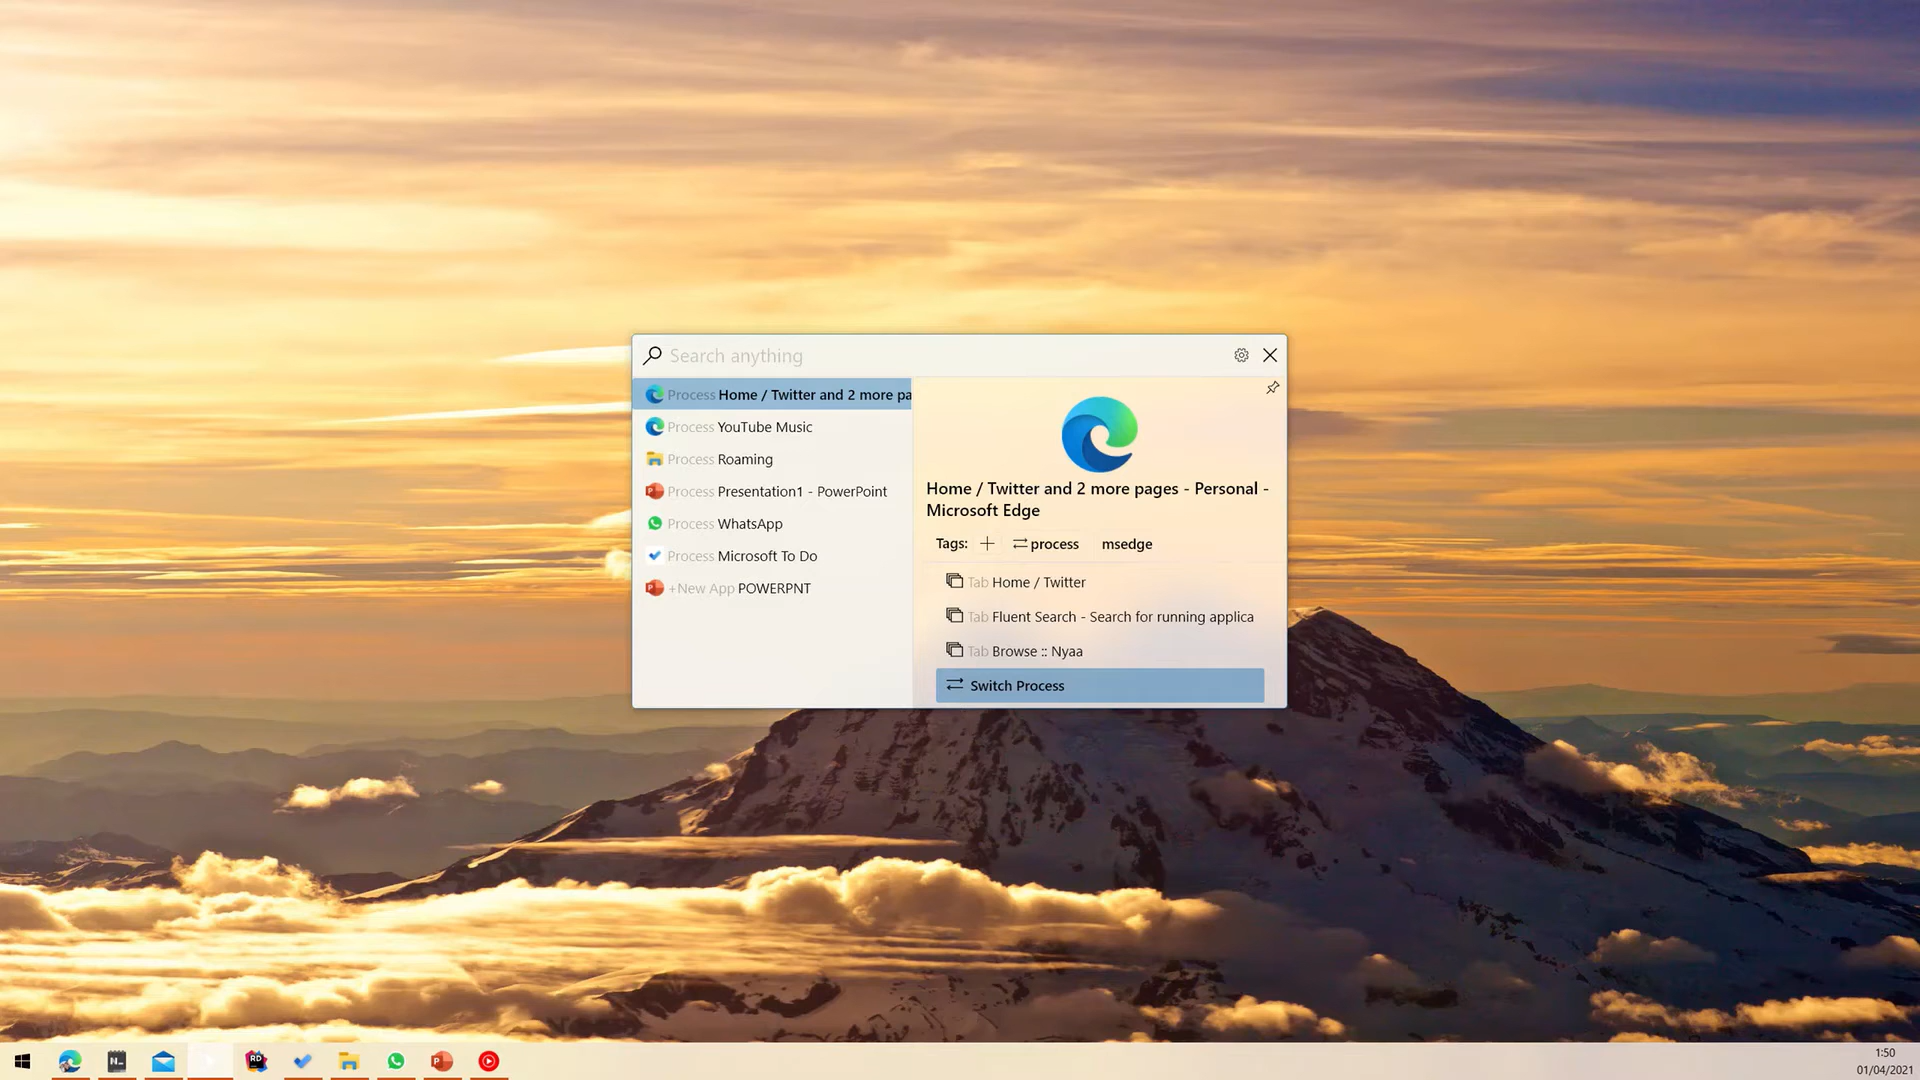 Search anything
Process Home / Twitter and 2 more pa
Process YouTube Music
Process Roaming
Process Presentation1 - PowerPoint
Process WhatsApp
Process Microsoft To Do
+New App POWERPNT
Home / Twitter and 2 more pages - Personal -
Microsoft Edge
Tags: process msedge
Tab Home / Twitter
Tab Fluent Search - Search for running applica
Tab Browse :: Nyaa
Switch Process
N_
RD
P
1:50
01/04/2021